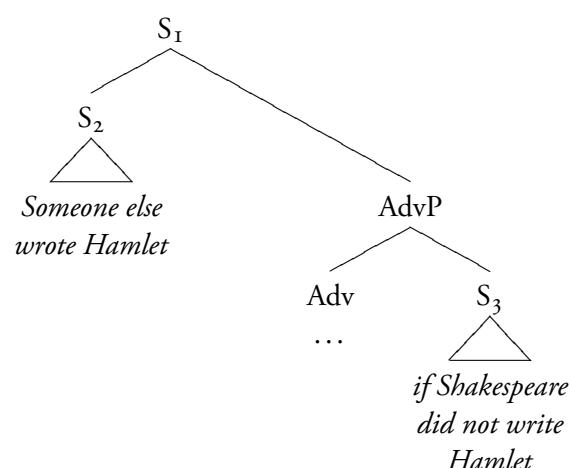 S₁
S₂
Someone else
wrote Hamlet
AdvP
Adv
S₃
...
if Shakespeare
did not write
Hamlet